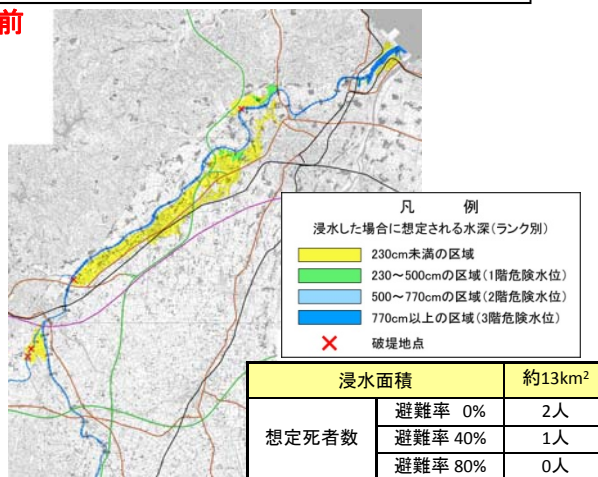 前
凡 例
浸水した場合に想定される水深(ランク別)
230cm未満の区域
230～500cmの区域(1階危険水位)
500～770cmの区域(2階危険水位)
770cm以上の区域(3階危険水位)
破堤地点
浸水面積 約13km²
想定死者数 避難率 0% 2人
避難率 40% 1人
避難率 80% 0人